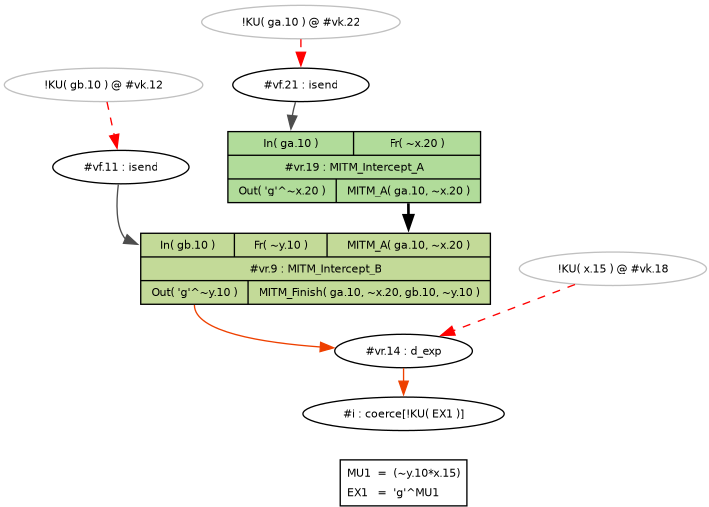 !KU( ga.10 ) @ #vk.22
!KU( gb.10 ) @ #vk.12
#vf.21 : isend
In( ga.10 ) Fr( ~x.20 )
#vf.11 : isend
#vr.19 : MITM_Intercept_A
Out( 'g'^~x.20 ) MITM_A( ga.10, ~x.20 )
In( gb.10 ) Fr( ~y.10 ) MITM_A( ga.10, ~x.20 )
#vr.9 : MITM_Intercept_B
!KU( x.15 ) @ #vk.18
Out( 'g'^~y.10 ) MITM_Finish( ga.10, ~x.20, gb.10, ~y.10 )
#vr.14 : d_exp
#i : coerce[!KU( EX1 )]
MU1 = (~y.10*x.15)
EX1 = 'g'^MU1